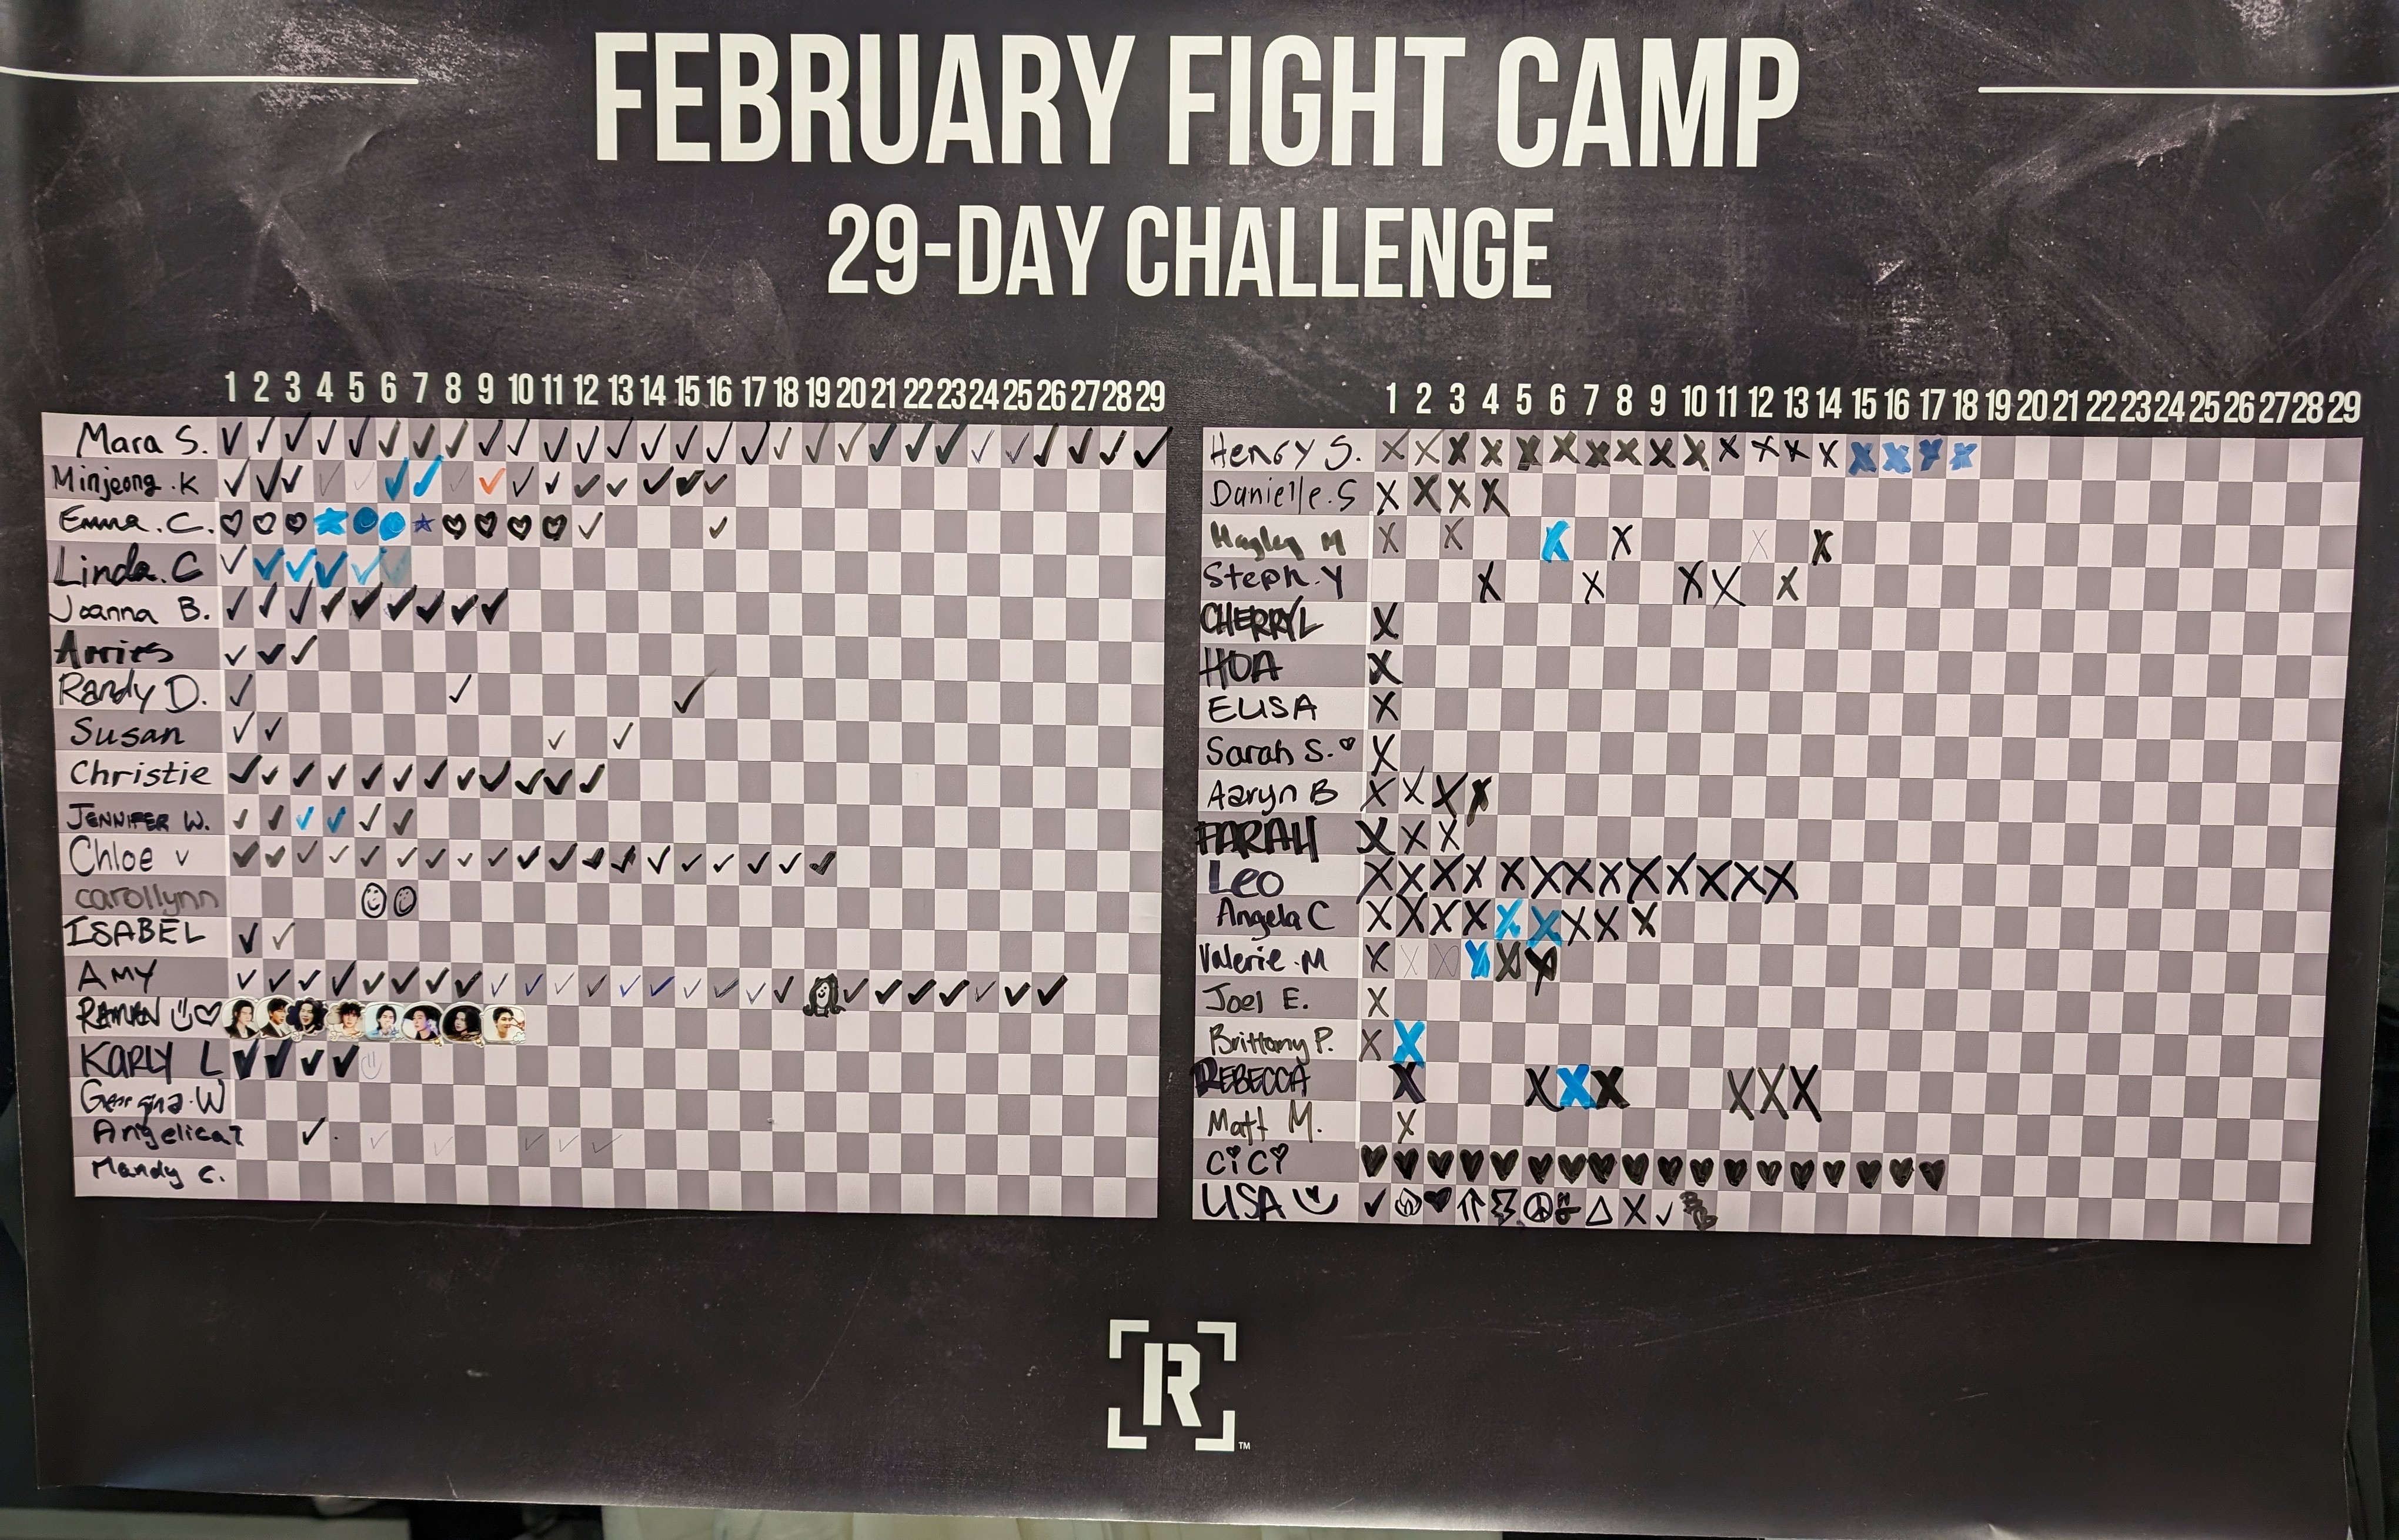 FEBRUARY FIGHT CAMP
29-DAY CHALLENGE
1 2 3 4 5 6 7 8 9 10 11 12 13 14 15 16 17 18 19 20 21 22 23 24 25 26 27 28 29
Mara S.
Minjeong.K
Emma.C.
Linda.C
Joanna B.
Arries
Randy D.
Susan
Christie
JENNIFER W.
Chloe v
carollynn
ISABEL
AMY
RAMAN
KARLY L
Georgina.W
Angelica T
Mandy C.
1 2 3 4 5 6 7 8 9 10 11 12 13 14 15 16 17 18 19 20 21 22 23 24 25 26 27 28 29
Henry S.
Danielle.S
Hayley M
Steph.Y
CHERRYL
HOA
ELISA
Sarah S.
Aaryn B
FARAH
Leo
Angela C
Valerie.M
Joel E.
Brittany P.
REBECCA
Matt M.
CiCi
LISA
R
TM